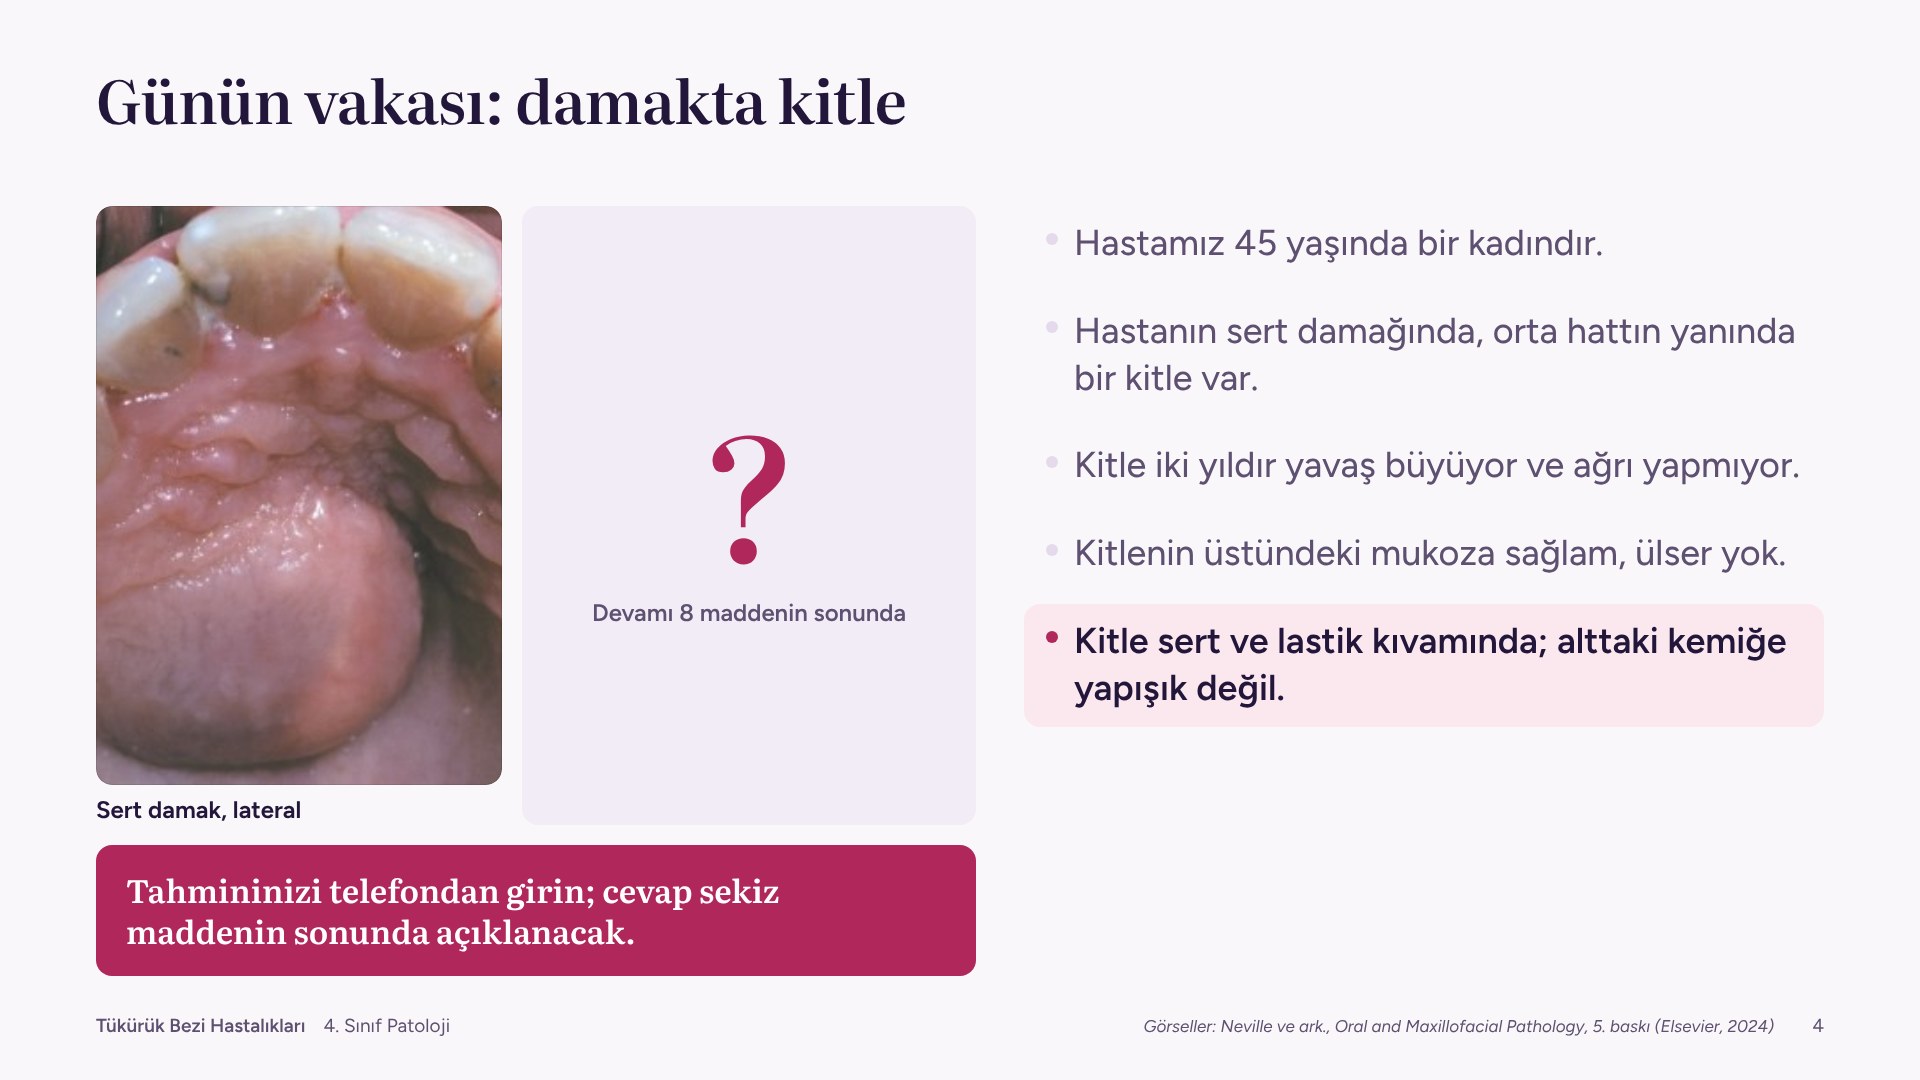 Günün vakası: damakta kitle
Sert damak, lateral
?
Devamı 8 maddenin sonunda
Tahmininizi telefondan girin; cevap sekiz
maddenin sonunda açıklanacak.
Hastamız 45 yaşında bir kadındır.
Hastanın sert damağında, orta hattın yanında
bir kitle var.
Kitle iki yıldır yavaş büyüyor ve ağrı yapmıyor.
Kitlenin üstündeki mukoza sağlam, ülser yok.
Kitle sert ve lastik kıvamında; alttaki kemiğe
yapışık değil.
Tükürük Bezi Hastalıkları 4. Sınıf Patoloji
Görseller: Neville ve ark., Oral and Maxillofacial Pathology, 5. baskı (Elsevier, 2024) 4